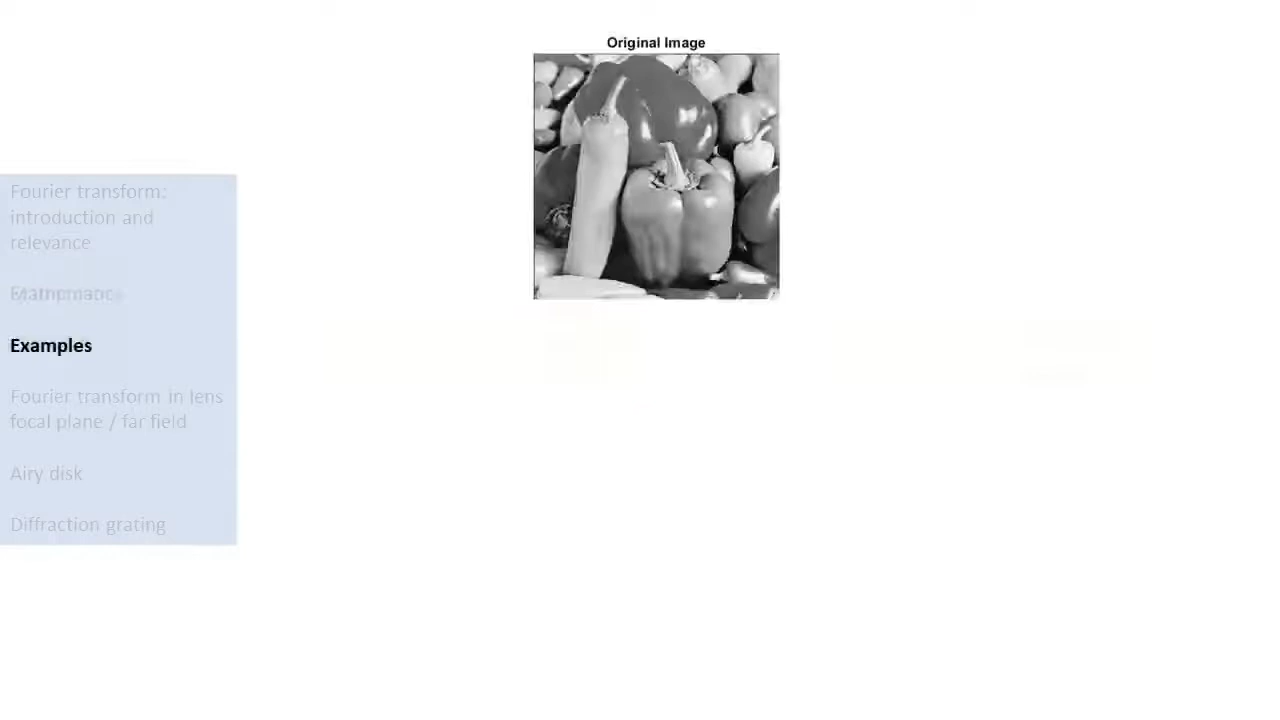 Original Image
Fourier transform:
introduction and
relevance
Examples
Fourier transform in lens
focal plane / far field
Airy disk
Diffraction grating